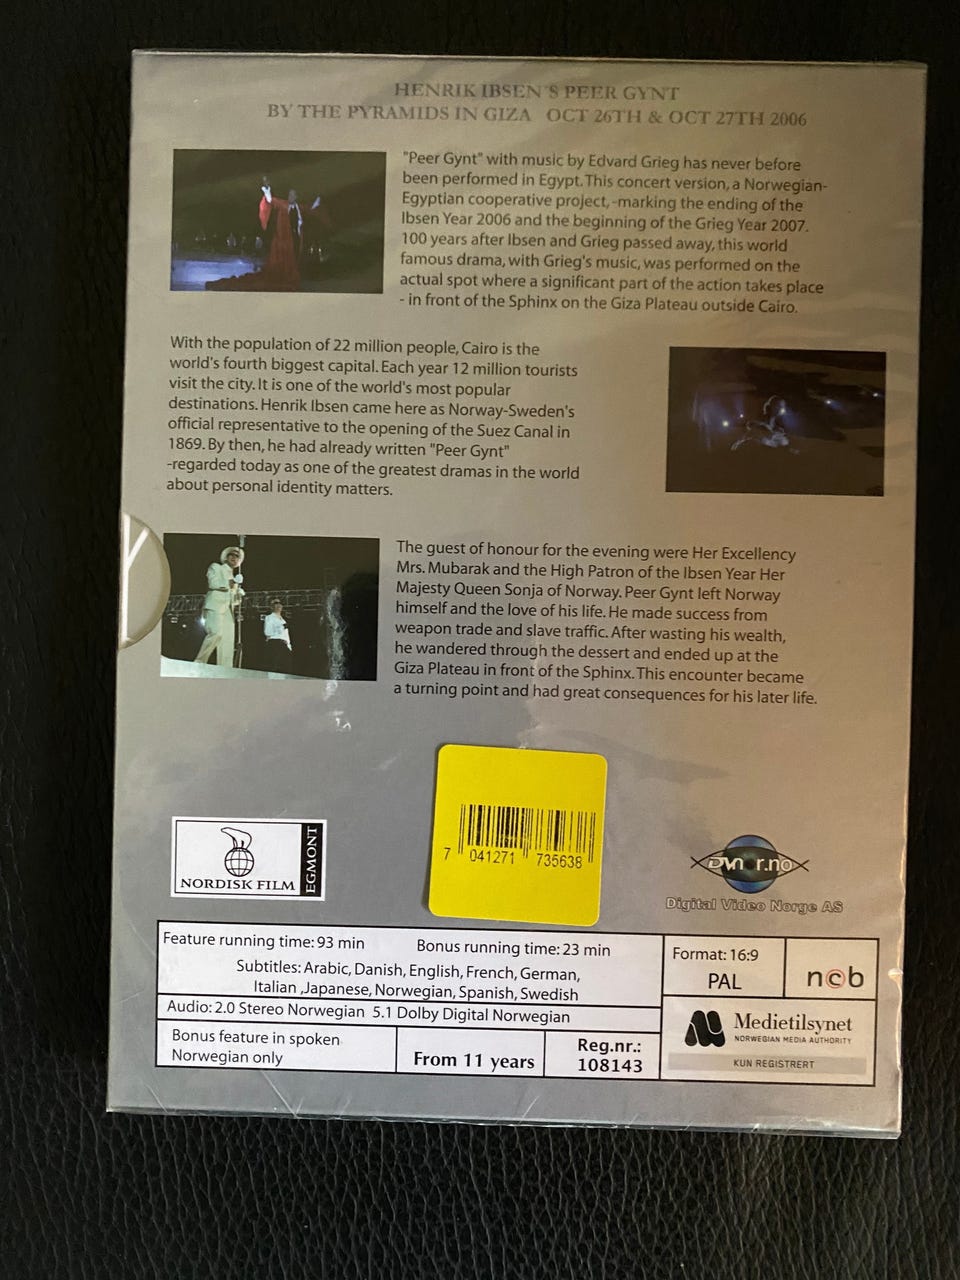 HENRIK IBSEN'S PEER GYNT
BY THE PYRAMIDS IN GIZA OCT 26TH & OCT 27TH 2006
"Peer Gynt" with music by Edvard Grieg has never before
been performed in Egypt. This concert version, a Norwegian-
Egyptian cooperative project, -marking the ending of the
Ibsen Year 2006 and the beginning of the Grieg Year 2007.
100 years after Ibsen and Grieg passed away, this world
famous drama, with Grieg's music, was performed on the
actual spot where a significant part of the action takes place
- in front of the Sphinx on the Giza Plateau outside Cairo.
With the population of 22 million people, Cairo is the
world's fourth biggest capital. Each year 12 million tourists
visit the city. It is one of the world's most popular
destinations. Henrik Ibsen came here as Norway-Sweden's
official representative to the opening of the Suez Canal in
1869. By then, he had already written "Peer Gynt"
-regarded today as one of the greatest dramas in the world
about personal identity matters.
The guest of honour for the evening were Her Excellency
Mrs. Mubarak and the High Patron of the Ibsen Year Her
Majesty Queen Sonja of Norway. Peer Gynt left Norway
himself and the love of his life. He made success from
weapon trade and slave traffic. After wasting his wealth,
he wandered through the dessert and ended up at the
Giza Plateau in front of the Sphinx. This encounter became
a turning point and had great consequences for his later life.
NORDISK FILM
EGMONT
7 041271 735638
DVnor.no
Digital Video Norge AS
Feature running time: 93 min Bonus running time: 23 min
Subtitles: Arabic, Danish, English, French, German,
Italian ,Japanese, Norwegian, Spanish, Swedish
Audio: 2.0 Stereo Norwegian 5.1 Dolby Digital Norwegian
Bonus feature in spoken
Norwegian only
From 11 years
Reg.nr.:
108143
Format: 16:9
PAL
ncb
Medietilsynet
NORWEGIAN MEDIA AUTHORITY
KUN REGISTRERT